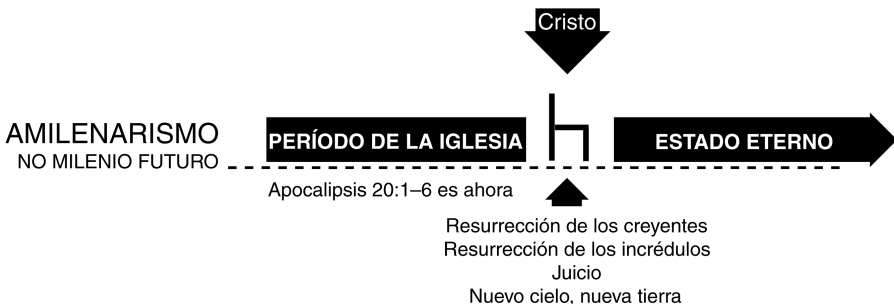 Cristo
AMILENARISMO
NO MILENIO FUTURO
PERÍODO DE LA IGLESIA
ESTADO ETERNO
Apocalipsis 20:1–6 es ahora
Resurrección de los creyentes
Resurrección de los incrédulos
Juicio
Nuevo cielo, nueva tierra